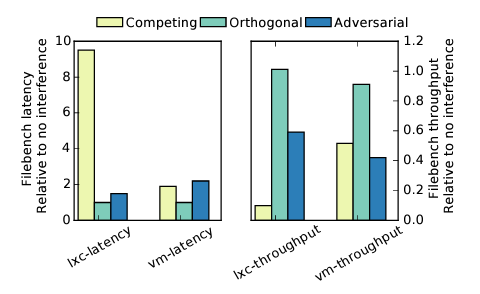 Competing Orthogonal Adversarial
Filebench latency
Relative to no interference
10
8
6
4
2
0
lxc-latency
vm-latency
1.2
1.0
0.8
0.6
0.4
0.2
0.0
lxc-throughput
vm-throughput
Filebench throughput
Relative to no interference